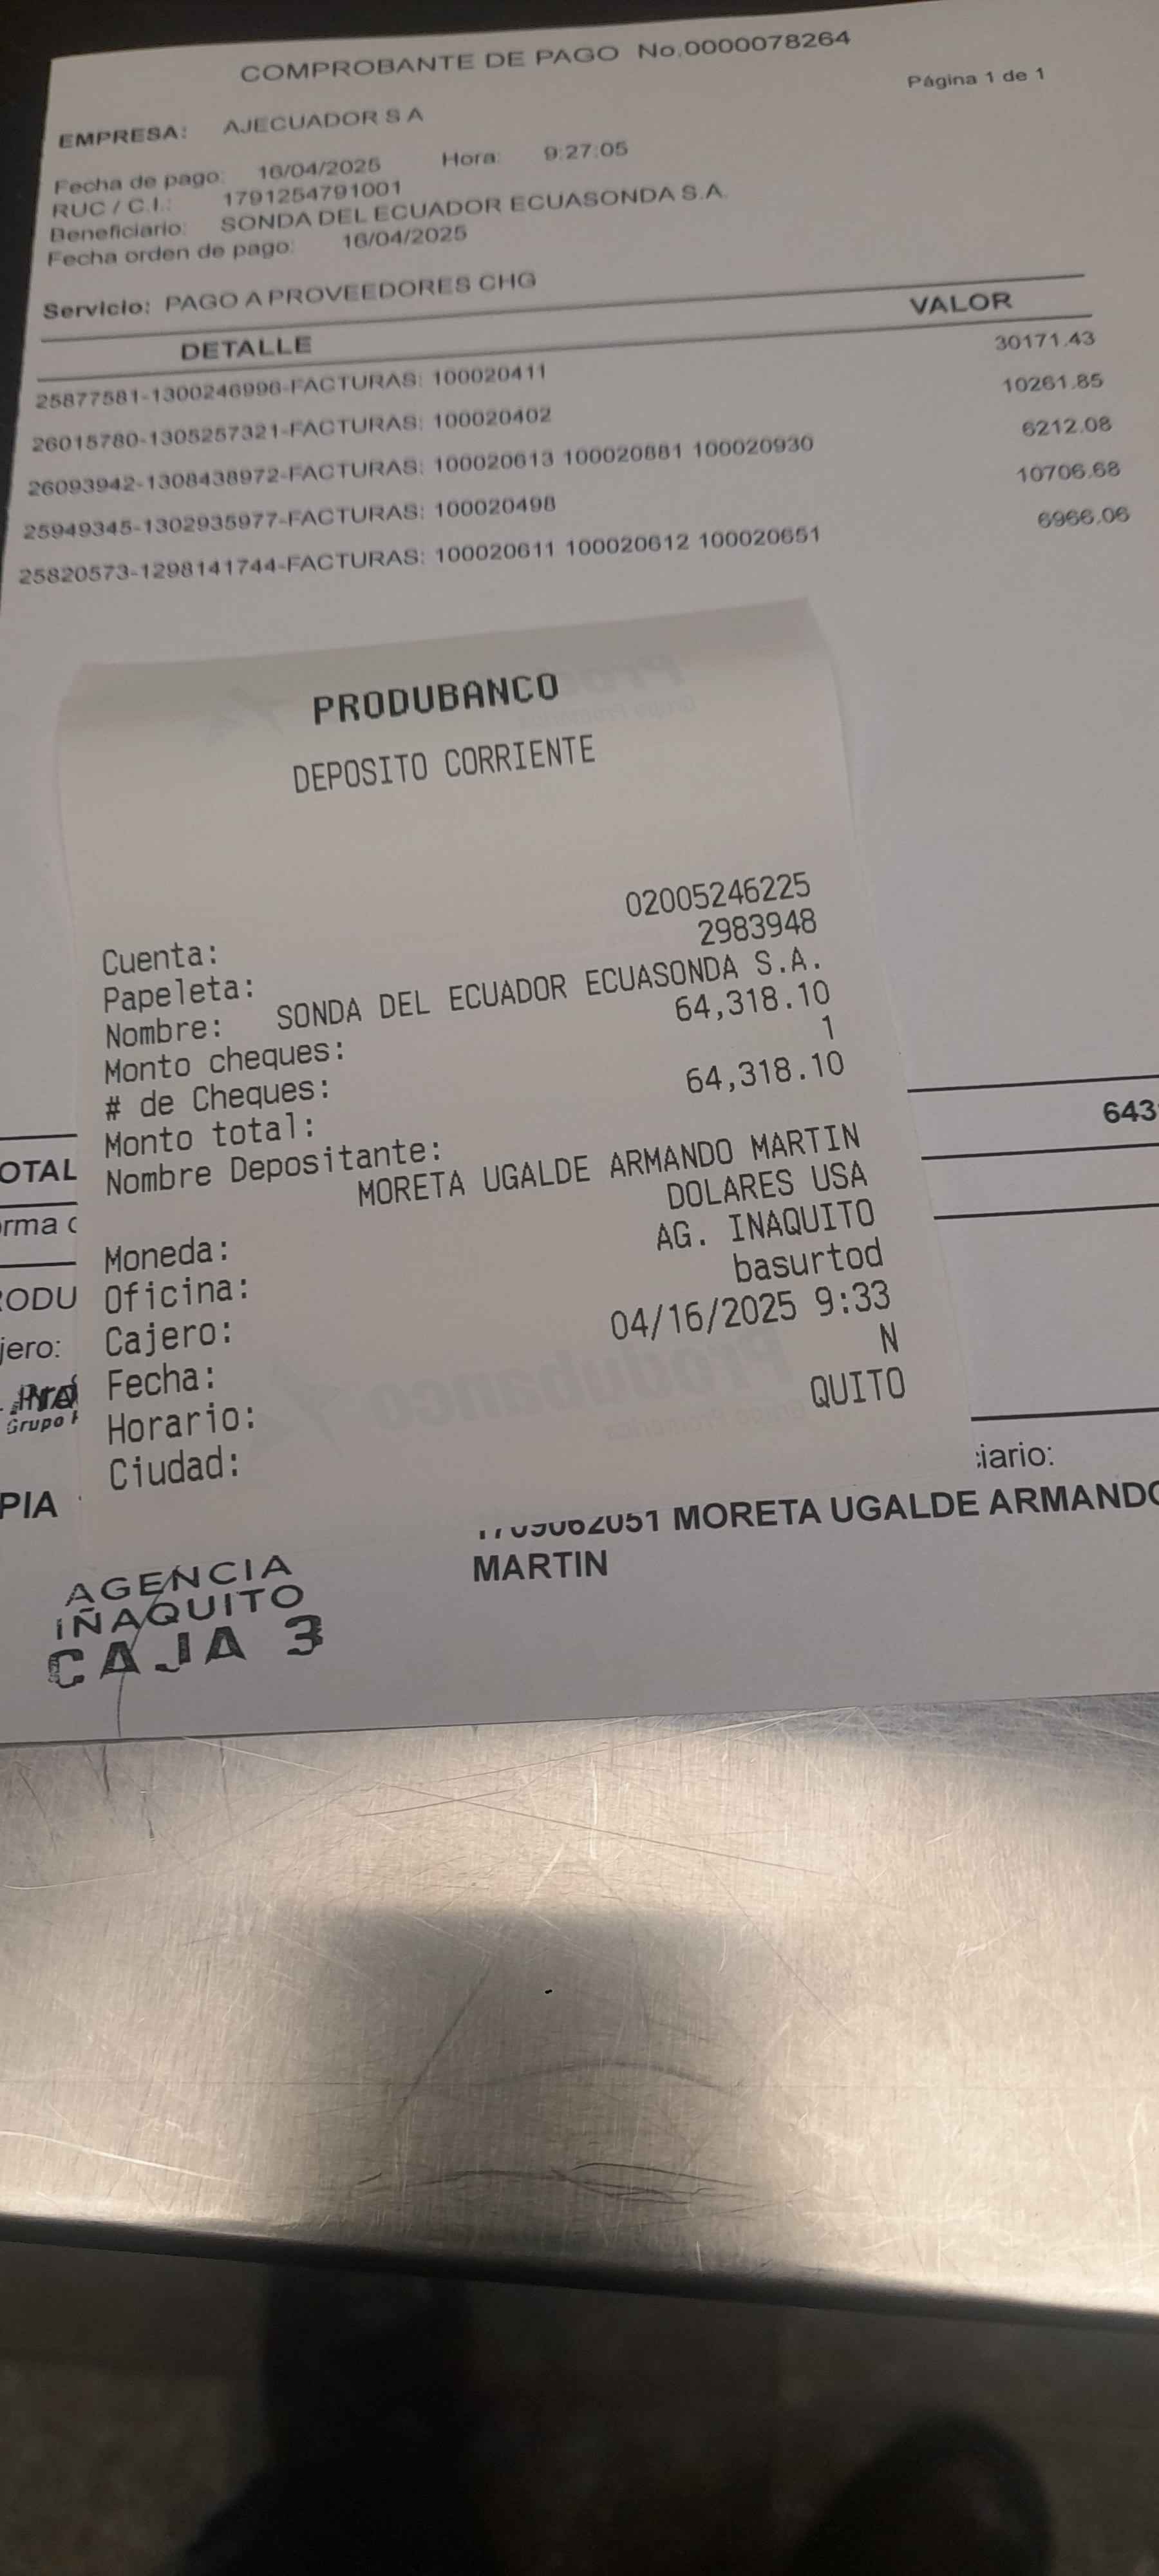 COMPROBANTE DE PAGO No.0000078264
Página 1 de 1
EMPRESA: AJECUADOR S A
Fecha de pago: 16/04/2025 Hora: 9:27:05
RUC / C.I.: 1791254791001
Beneficiario: SONDA DEL ECUADOR ECUASONDA S.A.
Fecha orden de pago: 16/04/2025
Servicio: PAGO A PROVEEDORES CHG
DETALLE VALOR
25877581-1300246996-FACTURAS: 100020411 30171.43
26015780-1305257321-FACTURAS: 100020402 10261.85
26093942-1308438972-FACTURAS: 100020613 100020881 100020930 6212.08
25949345-1302935977-FACTURAS: 100020498 10706.68
25820573-1298141744-FACTURAS: 100020611 100020612 100020651 6966.06
PRODUBANCO
DEPOSITO CORRIENTE
Cuenta: 02005246225
Papeleta: 2983948
Nombre: SONDA DEL ECUADOR ECUASONDA S.A.
Monto cheques: 64,318.10
# de Cheques: 1
Monto total: 64,318.10
Nombre Depositante:
MORETA UGALDE ARMANDO MARTIN
Moneda: DOLARES USA
Oficina: AG. INAQUITO
Cajero: basurtod
Fecha: 04/16/2025 9:33
Horario: N
Ciudad: QUITO
OTAL 643
rma
RODU
jero:
Grupo
PIA
iario:
1709062051 MORETA UGALDE ARMANDO
MARTIN
AGENCIA
IÑAQUITO
CAJA 3